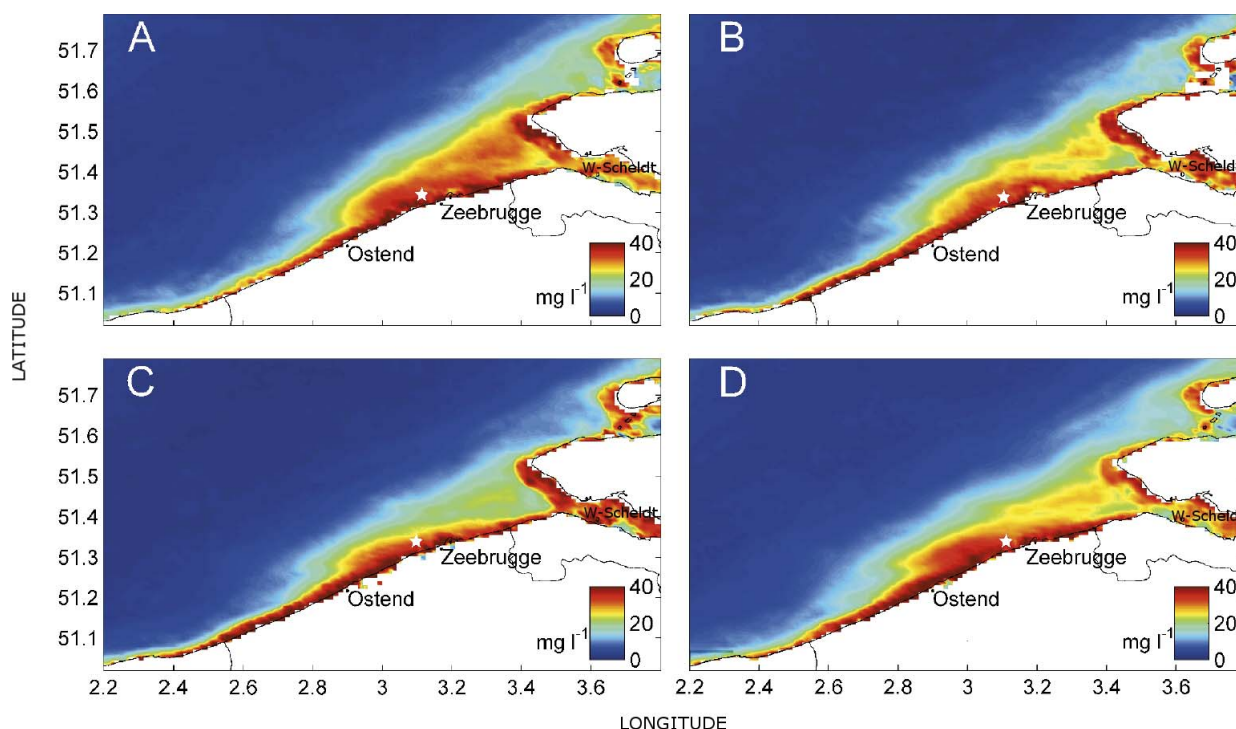 A
B
51.7
51.6
51.5
51.4
51.3
51.2
51.1
W-Scheldt
W-Scheldt
Zeebrugge
Zeebrugge
Ostend
Ostend
40
20
0
mg l⁻¹
40
20
0
mg l⁻¹
LATITUDE
C
D
51.7
51.6
51.5
51.4
51.3
51.2
51.1
W-Scheldt
W-Scheldt
Zeebrugge
Zeebrugge
Ostend
Ostend
40
20
0
mg l⁻¹
40
20
0
mg l⁻¹
2.2 2.4 2.6 2.8 3 3.2 3.4 3.6
2.2 2.4 2.6 2.8 3 3.2 3.4 3.6
LONGITUDE